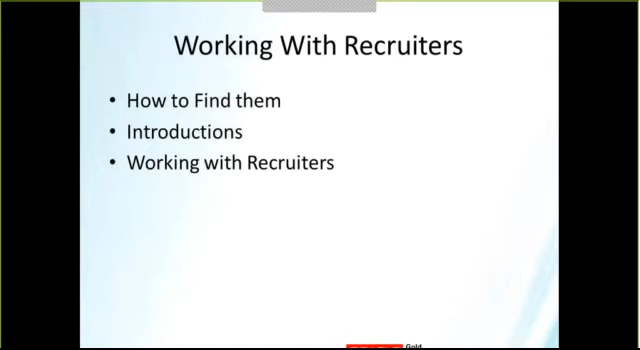 Working With Recruiters
• How to Find them
• Introductions
• Working with Recruiters
Gold